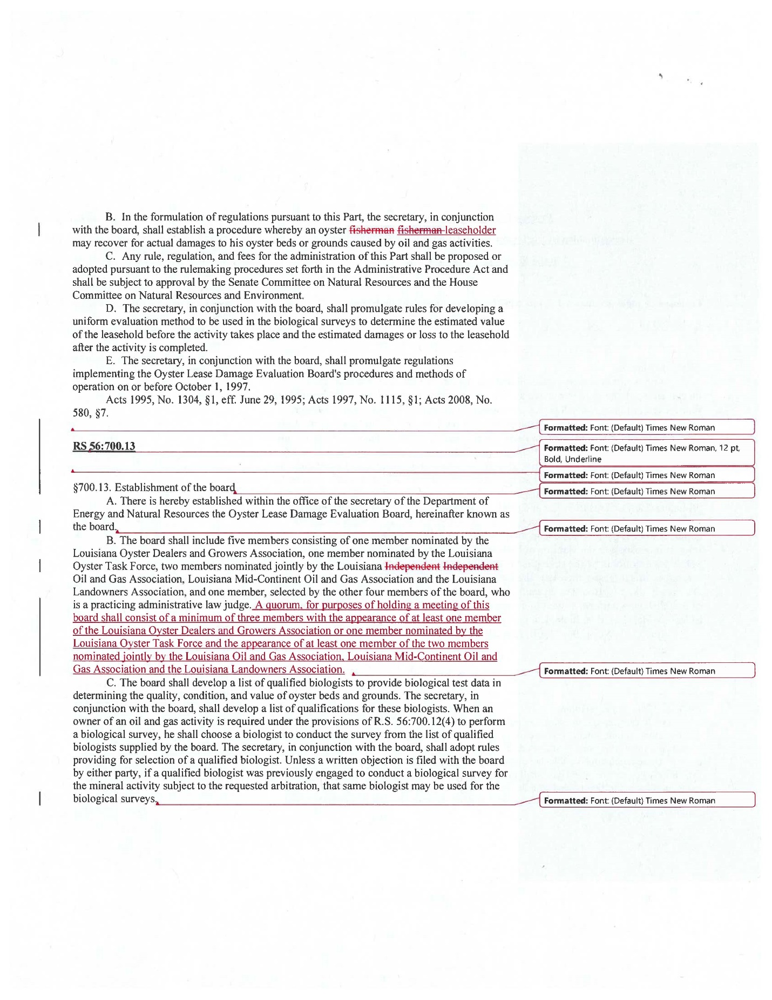 B. In the formulation of regulations pursuant to this Part, the secretary, in conjunction
with the board, shall establish a procedure whereby an oyster fisherman fisherman leaseholder
may recover for actual damages to his oyster beds or grounds caused by oil and gas activities.
C. Any rule, regulation, and fees for the administration of this Part shall be proposed or
adopted pursuant to the rulemaking procedures set forth in the Administrative Procedure Act and
shall be subject to approval by the Senate Committee on Natural Resources and the House
Committee on Natural Resources and Environment.
D. The secretary, in conjunction with the board, shall promulgate rules for developing a
uniform evaluation method to be used in the biological surveys to determine the estimated value
of the leasehold before the activity takes place and the estimated damages or loss to the leasehold
after the activity is completed.
E. The secretary, in conjunction with the board, shall promulgate regulations
implementing the Oyster Lease Damage Evaluation Board's procedures and methods of
operation on or before October 1, 1997.
Acts 1995, No. 1304, §1, eff. June 29, 1995; Acts 1997, No. 1115, §1; Acts 2008, No.
580, §7.
Formatted: Font: (Default) Times New Roman
RS 56:700.13
Formatted: Font: (Default) Times New Roman, 12 pt,
Bold, Underline
Formatted: Font: (Default) Times New Roman
§700.13. Establishment of the board
Formatted: Font: (Default) Times New Roman
A. There is hereby established within the office of the secretary of the Department of
Energy and Natural Resources the Oyster Lease Damage Evaluation Board, hereinafter known as
the board.
Formatted: Font: (Default) Times New Roman
B. The board shall include five members consisting of one member nominated by the
Louisiana Oyster Dealers and Growers Association, one member nominated by the Louisiana
Oyster Task Force, two members nominated jointly by the Louisiana Independent Independent
Oil and Gas Association, Louisiana Mid-Continent Oil and Gas Association and the Louisiana
Landowners Association, and one member, selected by the other four members of the board, who
is a practicing administrative law judge. A quorum, for purposes of holding a meeting of this
board shall consist of a minimum of three members with the appearance of at least one member
of the Louisiana Oyster Dealers and Growers Association or one member nominated by the
Louisiana Oyster Task Force and the appearance of at least one member of the two members
nominated jointly by the Louisiana Oil and Gas Association, Louisiana Mid-Continent Oil and
Gas Association and the Louisiana Landowners Association.
Formatted: Font: (Default) Times New Roman
C. The board shall develop a list of qualified biologists to provide biological test data in
determining the quality, condition, and value of oyster beds and grounds. The secretary, in
conjunction with the board, shall develop a list of qualifications for these biologists. When an
owner of an oil and gas activity is required under the provisions of R.S. 56:700.12(4) to perform
a biological survey, he shall choose a biologist to conduct the survey from the list of qualified
biologists supplied by the board. The secretary, in conjunction with the board, shall adopt rules
providing for selection of a qualified biologist. Unless a written objection is filed with the board
by either party, if a qualified biologist was previously engaged to conduct a biological survey for
the mineral activity subject to the requested arbitration, that same biologist may be used for the
biological surveys.
Formatted: Font: (Default) Times New Roman